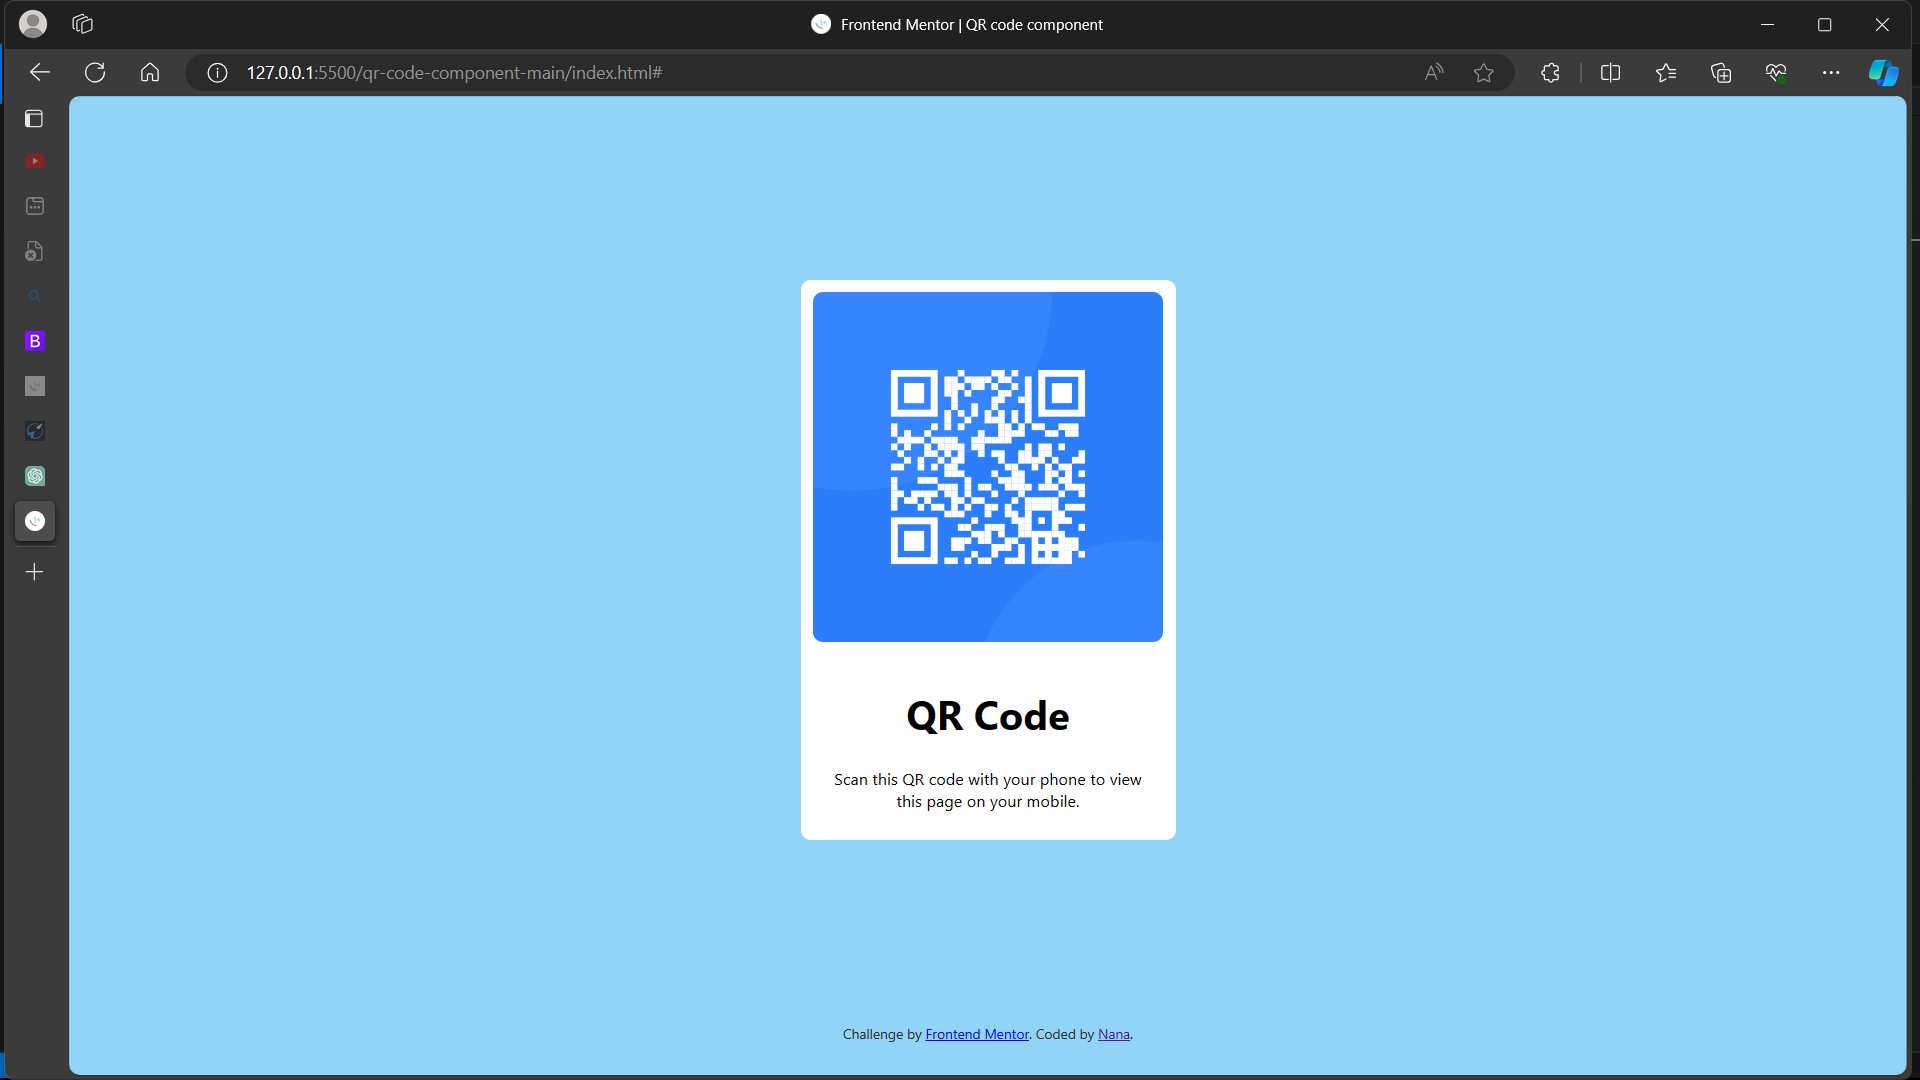 Frontend Mentor | QR code component
127.0.0.1:5500/qr-code-component-main/index.html#
B
QR Code
Scan this QR code with your phone to view
this page on your mobile.
Challenge by Frontend Mentor. Coded by Nana.